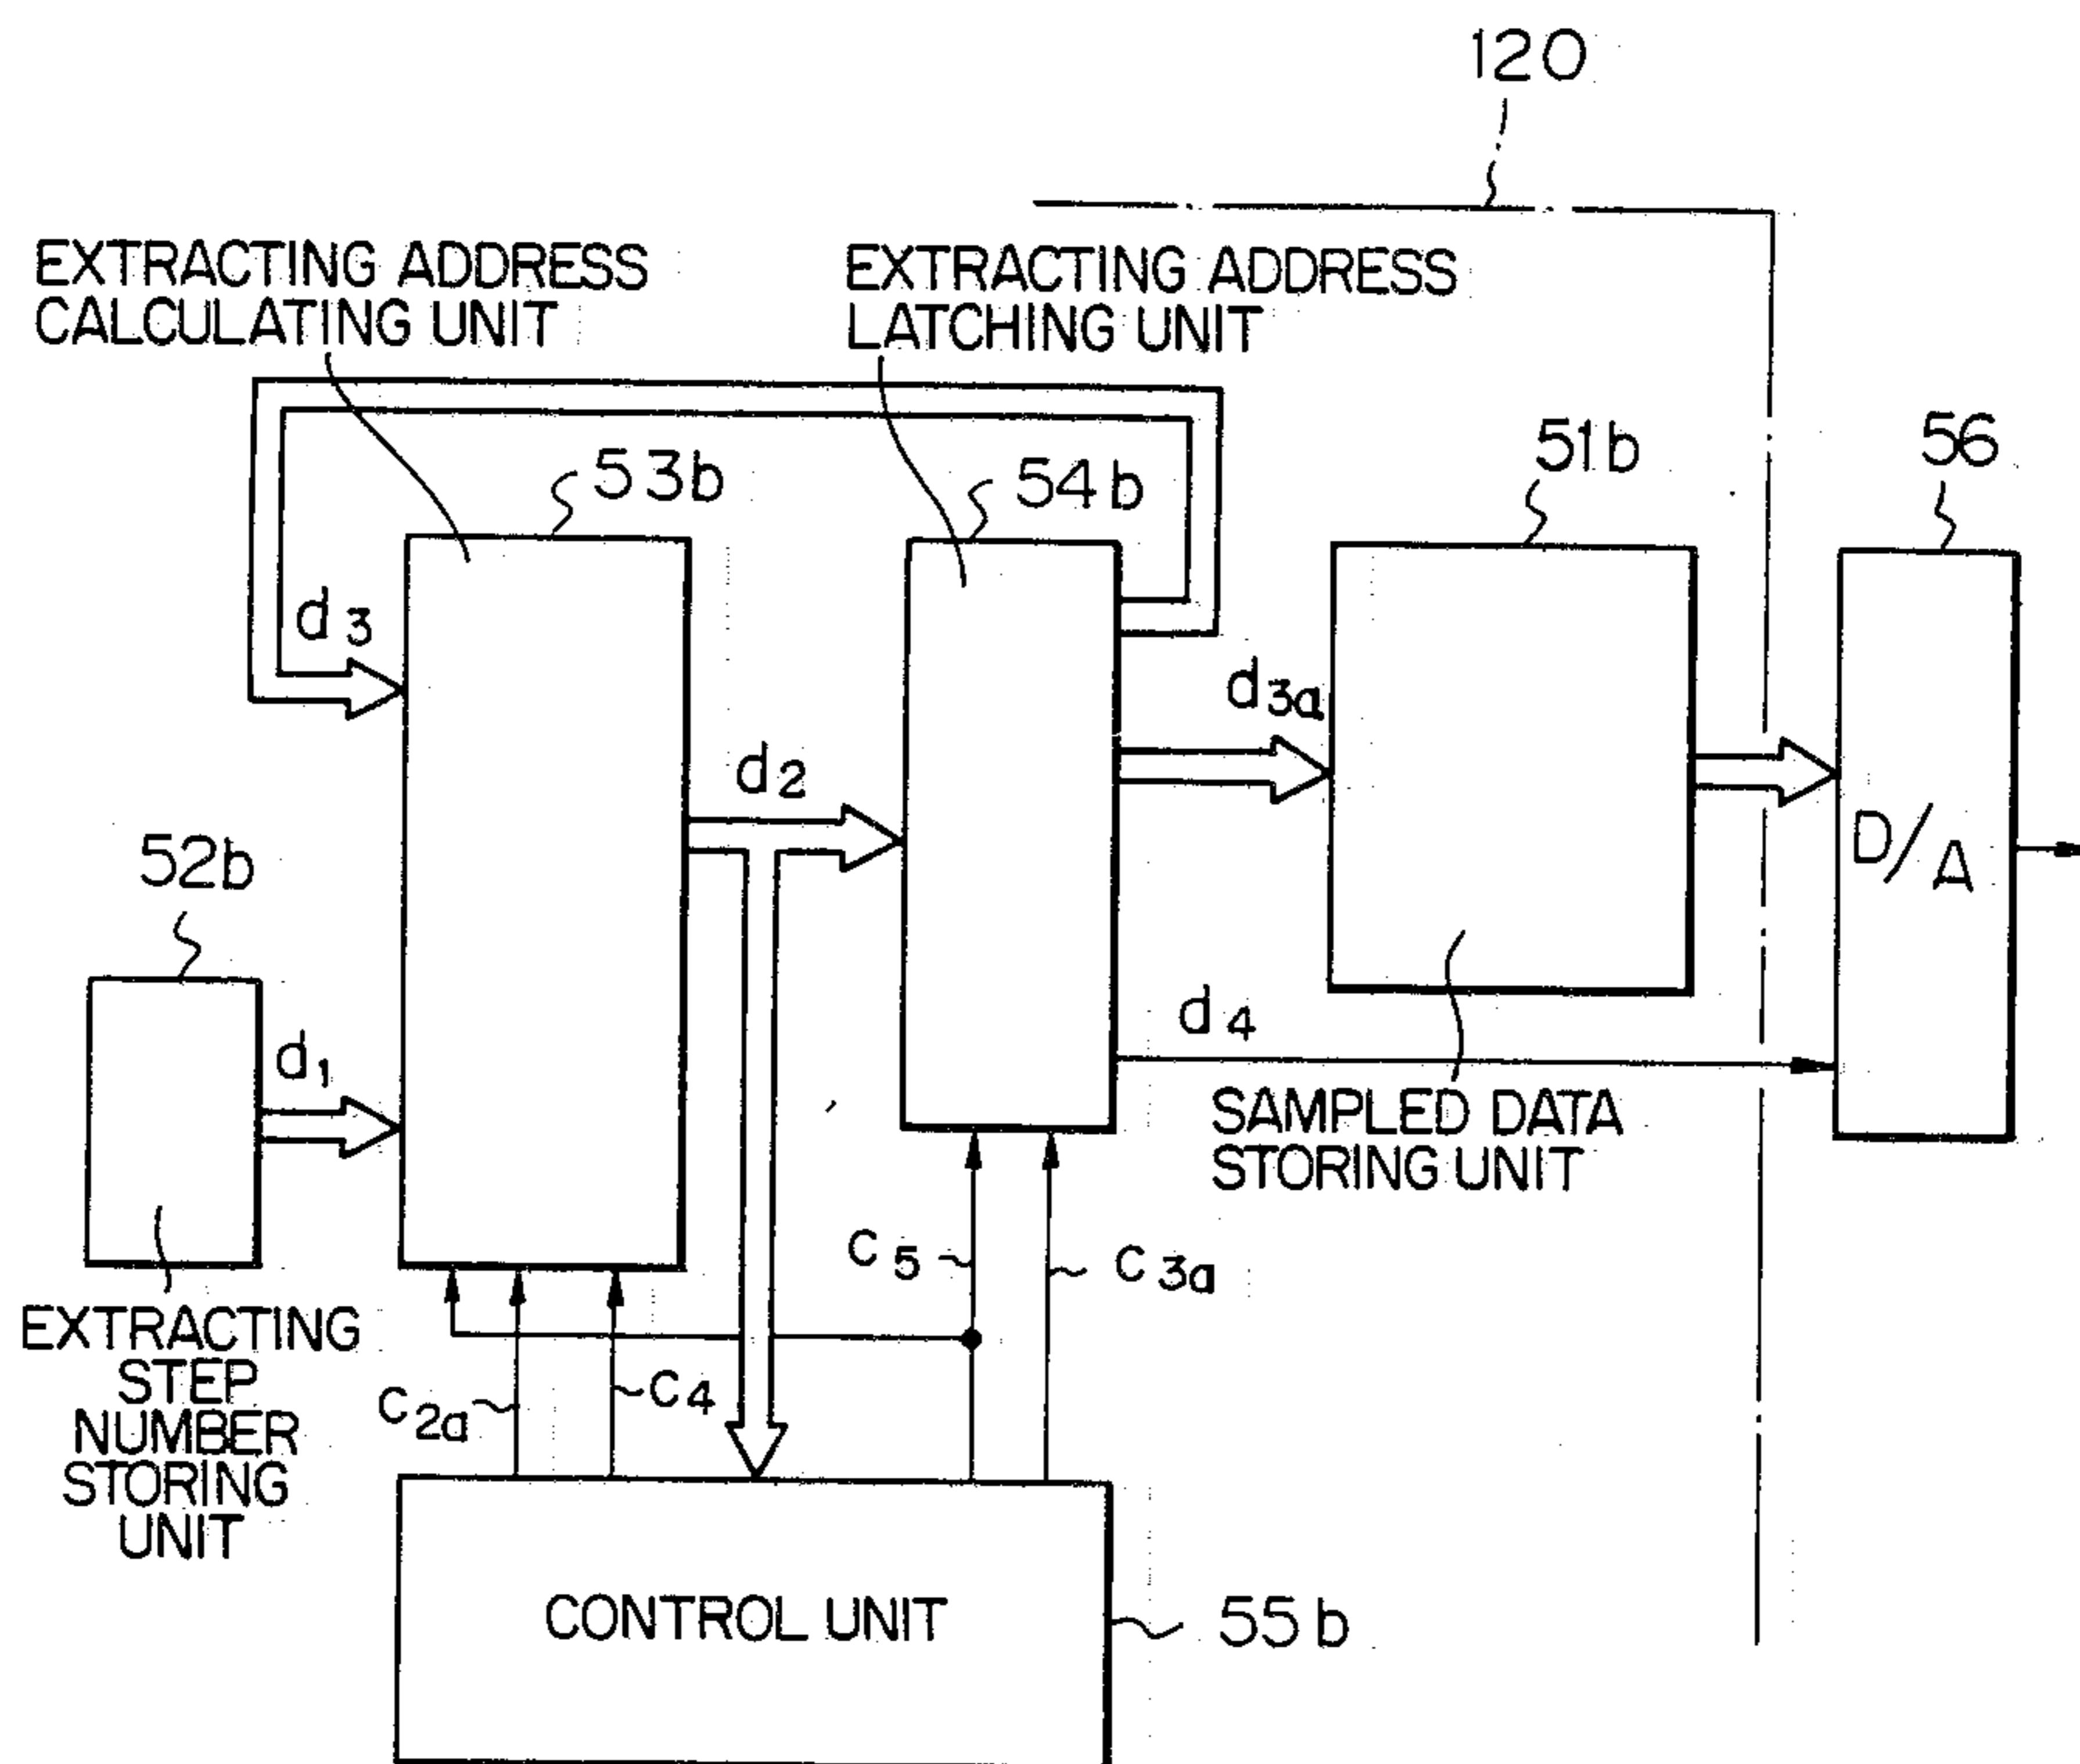 120
EXTRACTING ADDRESS
CALCULATING UNIT
EXTRACTING ADDRESS
LATCHING UNIT
53b
54b
51b
56
d3
d3a
d2
D/A
52b
d1
d4
SAMPLED DATA
STORING UNIT
c5
c3a
EXTRACTING
STEP
NUMBER
STORING
UNIT
c2a
c4
CONTROL UNIT
55b